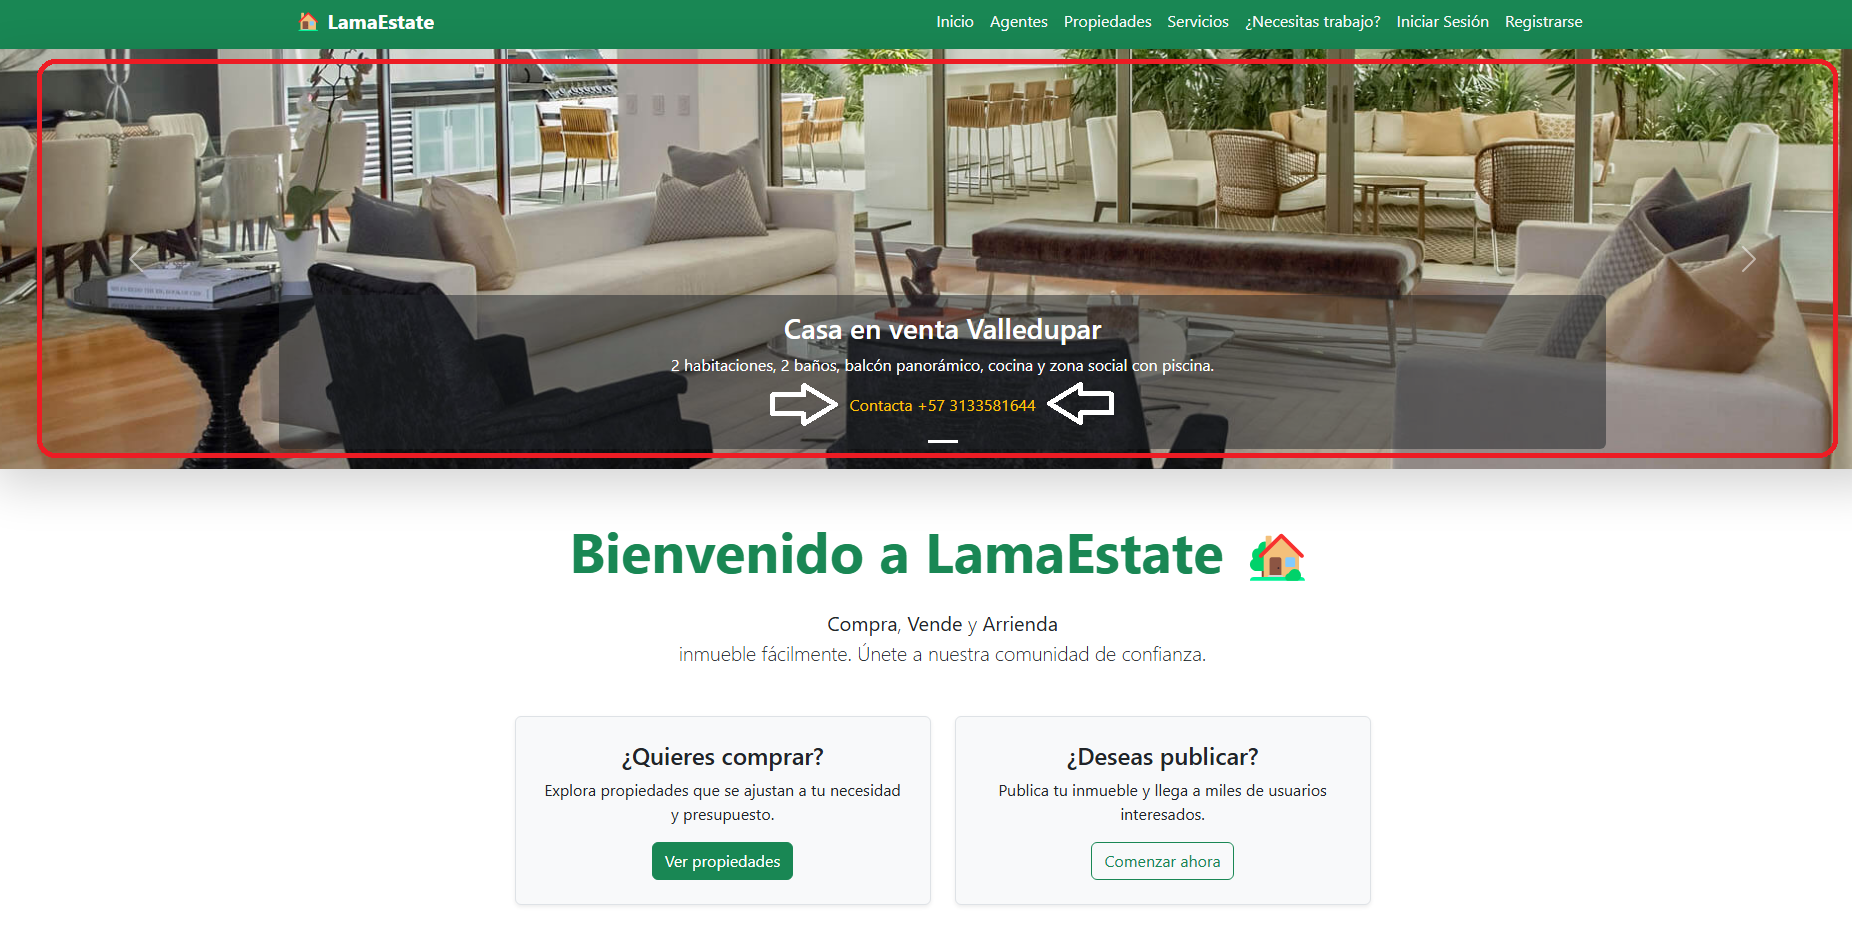 LamaEstate
Inicio Agentes Propiedades Servicios ¿Necesitas trabajo? Iniciar Sesión Registrarse
Casa en venta Valledupar
2 habitaciones, 2 baños, balcón panorámico, cocina y zona social con piscina.
Contacta +57 3133581644
Bienvenido a LamaEstate
Compra, Vende y Arrienda
inmueble fácilmente. Únete a nuestra comunidad de confianza.
¿Quieres comprar?
Explora propiedades que se ajustan a tu necesidad
y presupuesto.
Ver propiedades
¿Deseas publicar?
Publica tu inmueble y llega a miles de usuarios
interesados.
Comenzar ahora